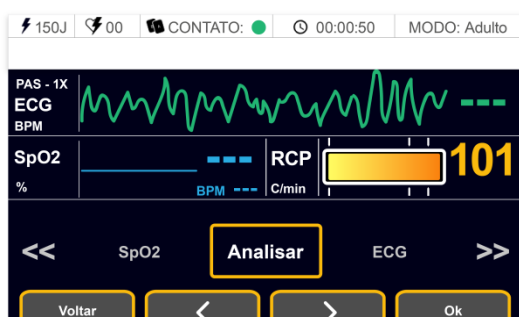 150J 00 CONTATO: 00:00:50 MODO: Adulto
PAS - 1X
ECG
BPM
---
SpO2
%
---
BPM ---
RCP
C/min
101
<< SpO2 Analisar ECG >>
Voltar < > Ok